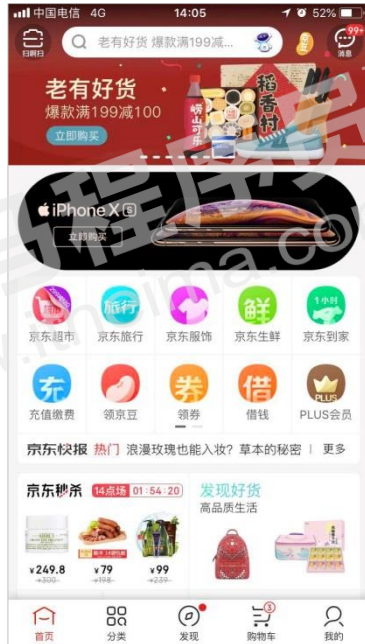 中国电信 4G 14:05 52%
扫啊扫
老有好货 爆款满199减...
99+
消息
老有好货
爆款满199减100
立即购买
崂山可乐
稻香村
iPhone XS
立即购买
旅行
鲜
1小时
京东超市 京东旅行 京东服饰 京东生鲜 京东到家
充
券
借
PLUS
充值缴费 领京豆 领券 借钱 PLUS会员
京东快报 热门 浪漫玫瑰也能入妆?草本的秘密 | 更多
京东秒杀 14点场 01:54:20
发现好货
高品质生活
¥249.8 ¥79 ¥99
¥300 ¥198 ¥239
3
首页 分类 发现 购物车 我的